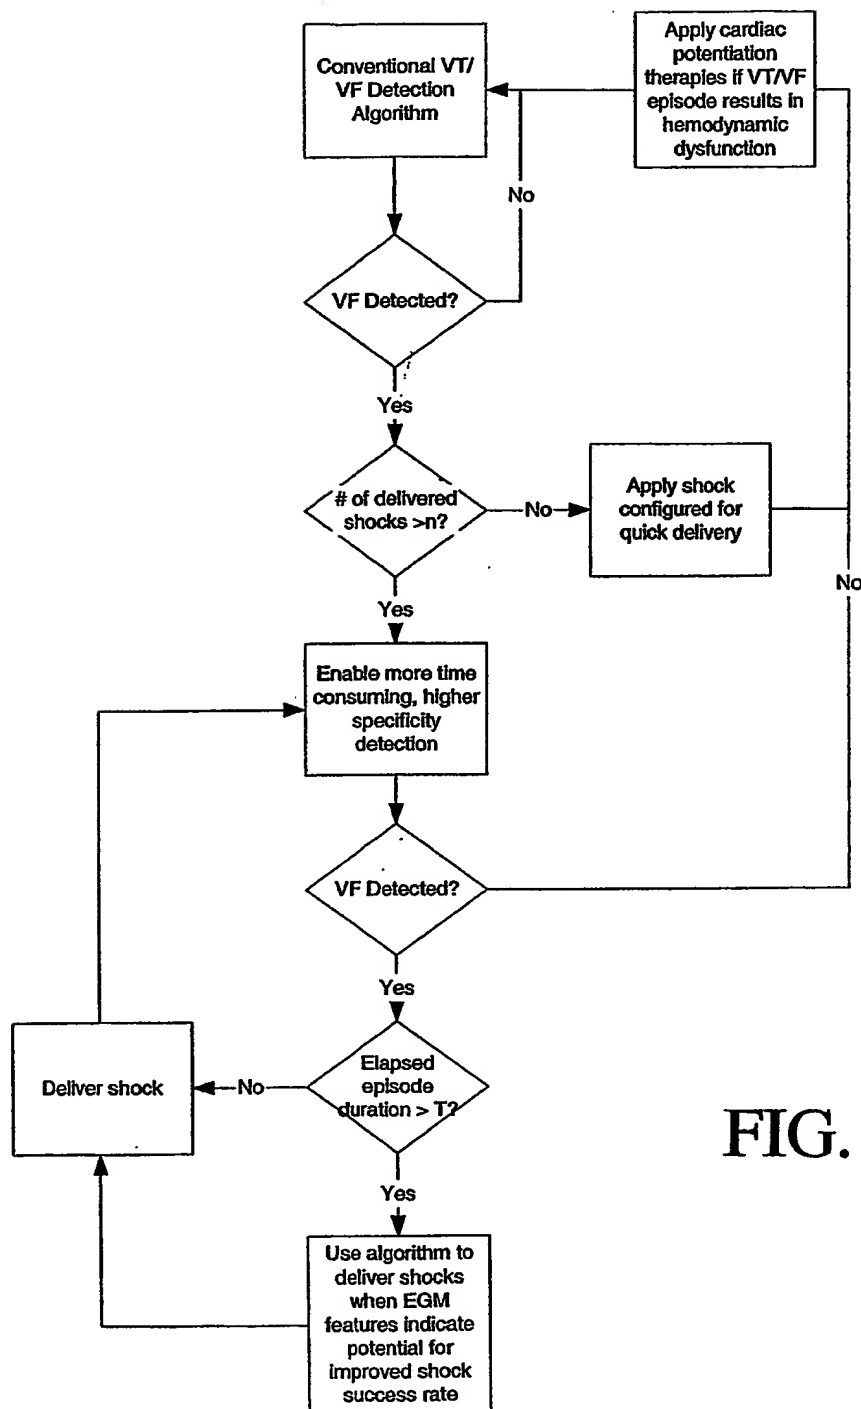 Conventional VT/
VF Detection
Algorithm
Apply cardiac
potentiation
therapies if VT/VF
episode results in
hemodynamic
dysfunction
No
VF Detected?
Yes
# of delivered
shocks >n?
No
Apply shock
configured for
quick delivery
No
Yes
Enable more time
consuming, higher
specificity
detection
VF Detected?
Yes
Deliver shock
No
Elapsed
episode
duration > T?
FIG.
Yes
Use algorithm to
deliver shocks
when EGM
features indicate
potential for
improved shock
success rate